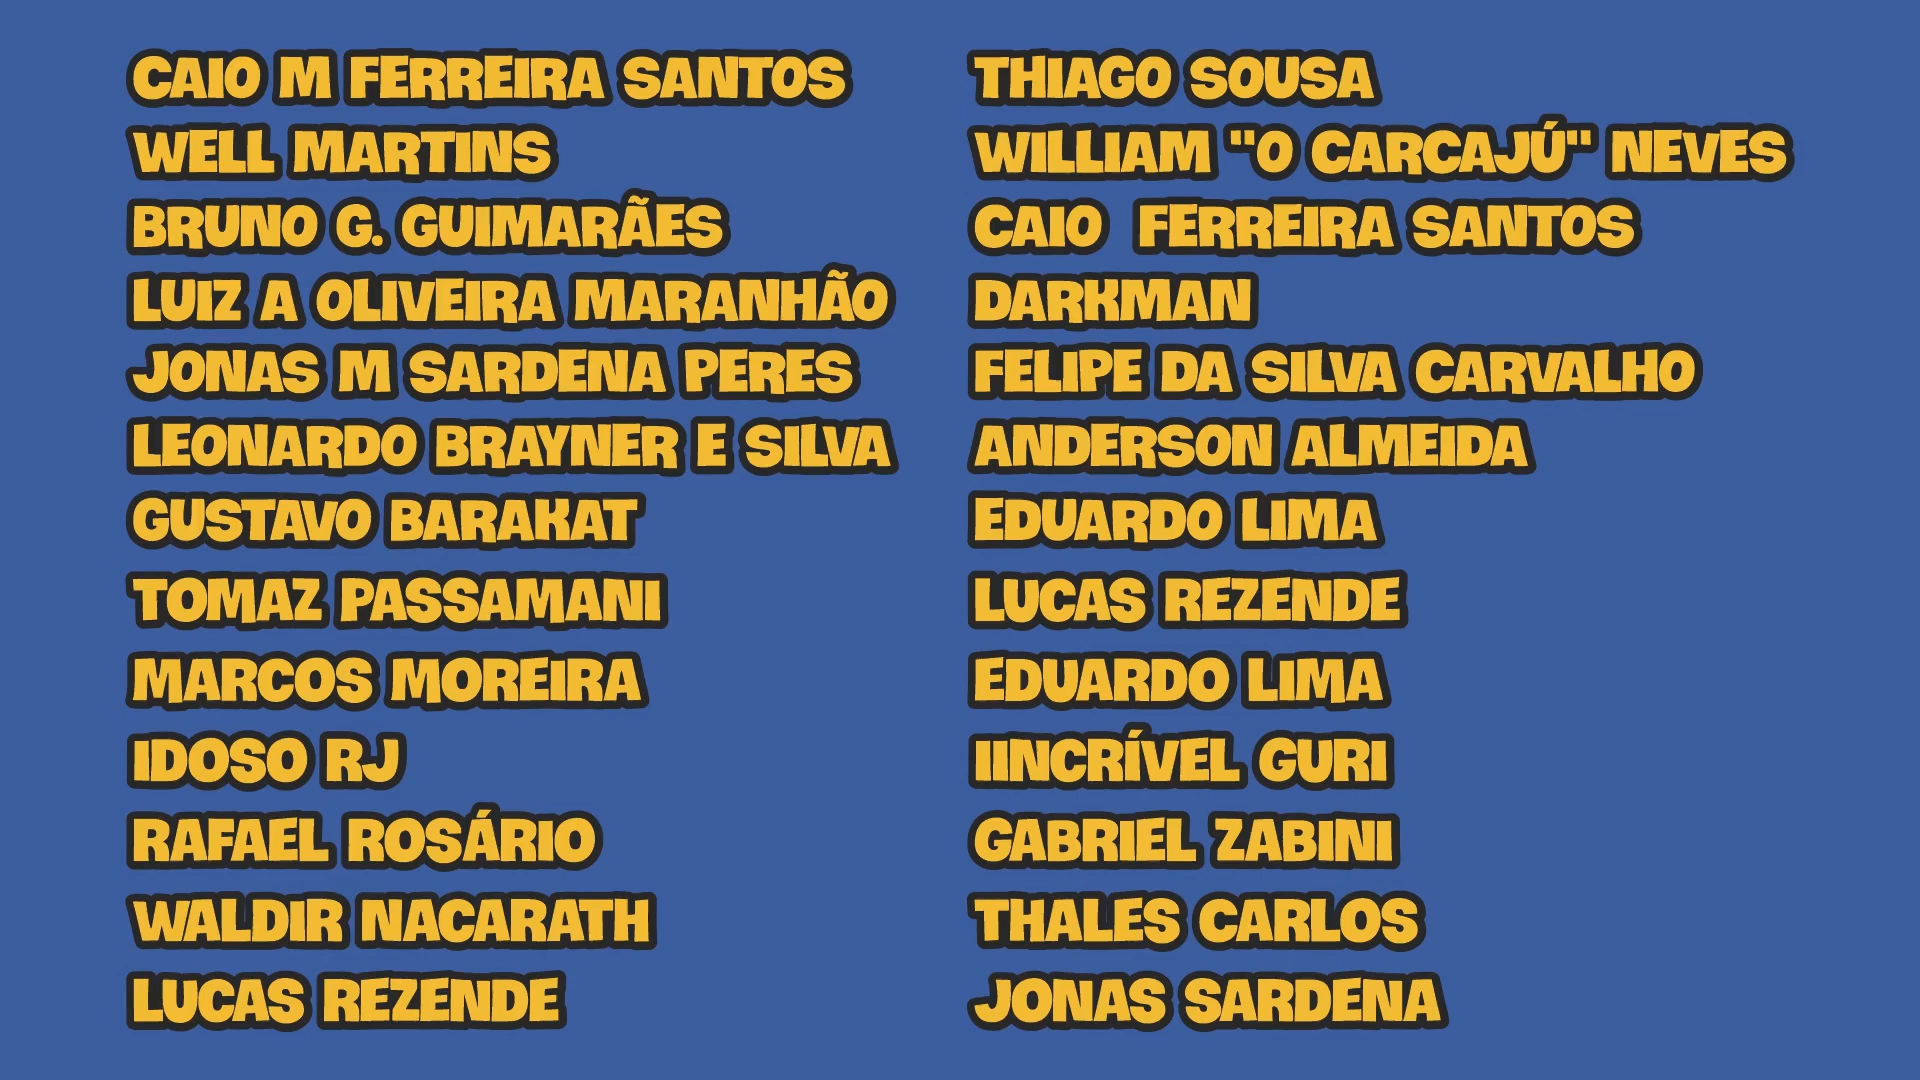 CAIO M FERREIRA SANTOS
WELL MARTINS
BRUNO G. GUIMARÃES
LUIZ A OLIVEIRA MARANHÃO
JONAS M SARDENA PERES
LEONARDO BRAYNER E SILVA
GUSTAVO BARAKAT
TOMAZ PASSAMANI
MARCOS MOREIRA
IDOSO RJ
RAFAEL ROSÁRIO
WALDIR NACARATH
LUCAS REZENDE
THIAGO SOUSA
WILLIAM "O CARCAJÚ" NEVES
CAIO  FERREIRA SANTOS
DARKMAN
FELIPE DA SILVA CARVALHO
ANDERSON ALMEIDA
EDUARDO LIMA
LUCAS REZENDE
EDUARDO LIMA
IINCRÍVEL GURI
GABRIEL ZABINI
THALES CARLOS
JONAS SARDENA